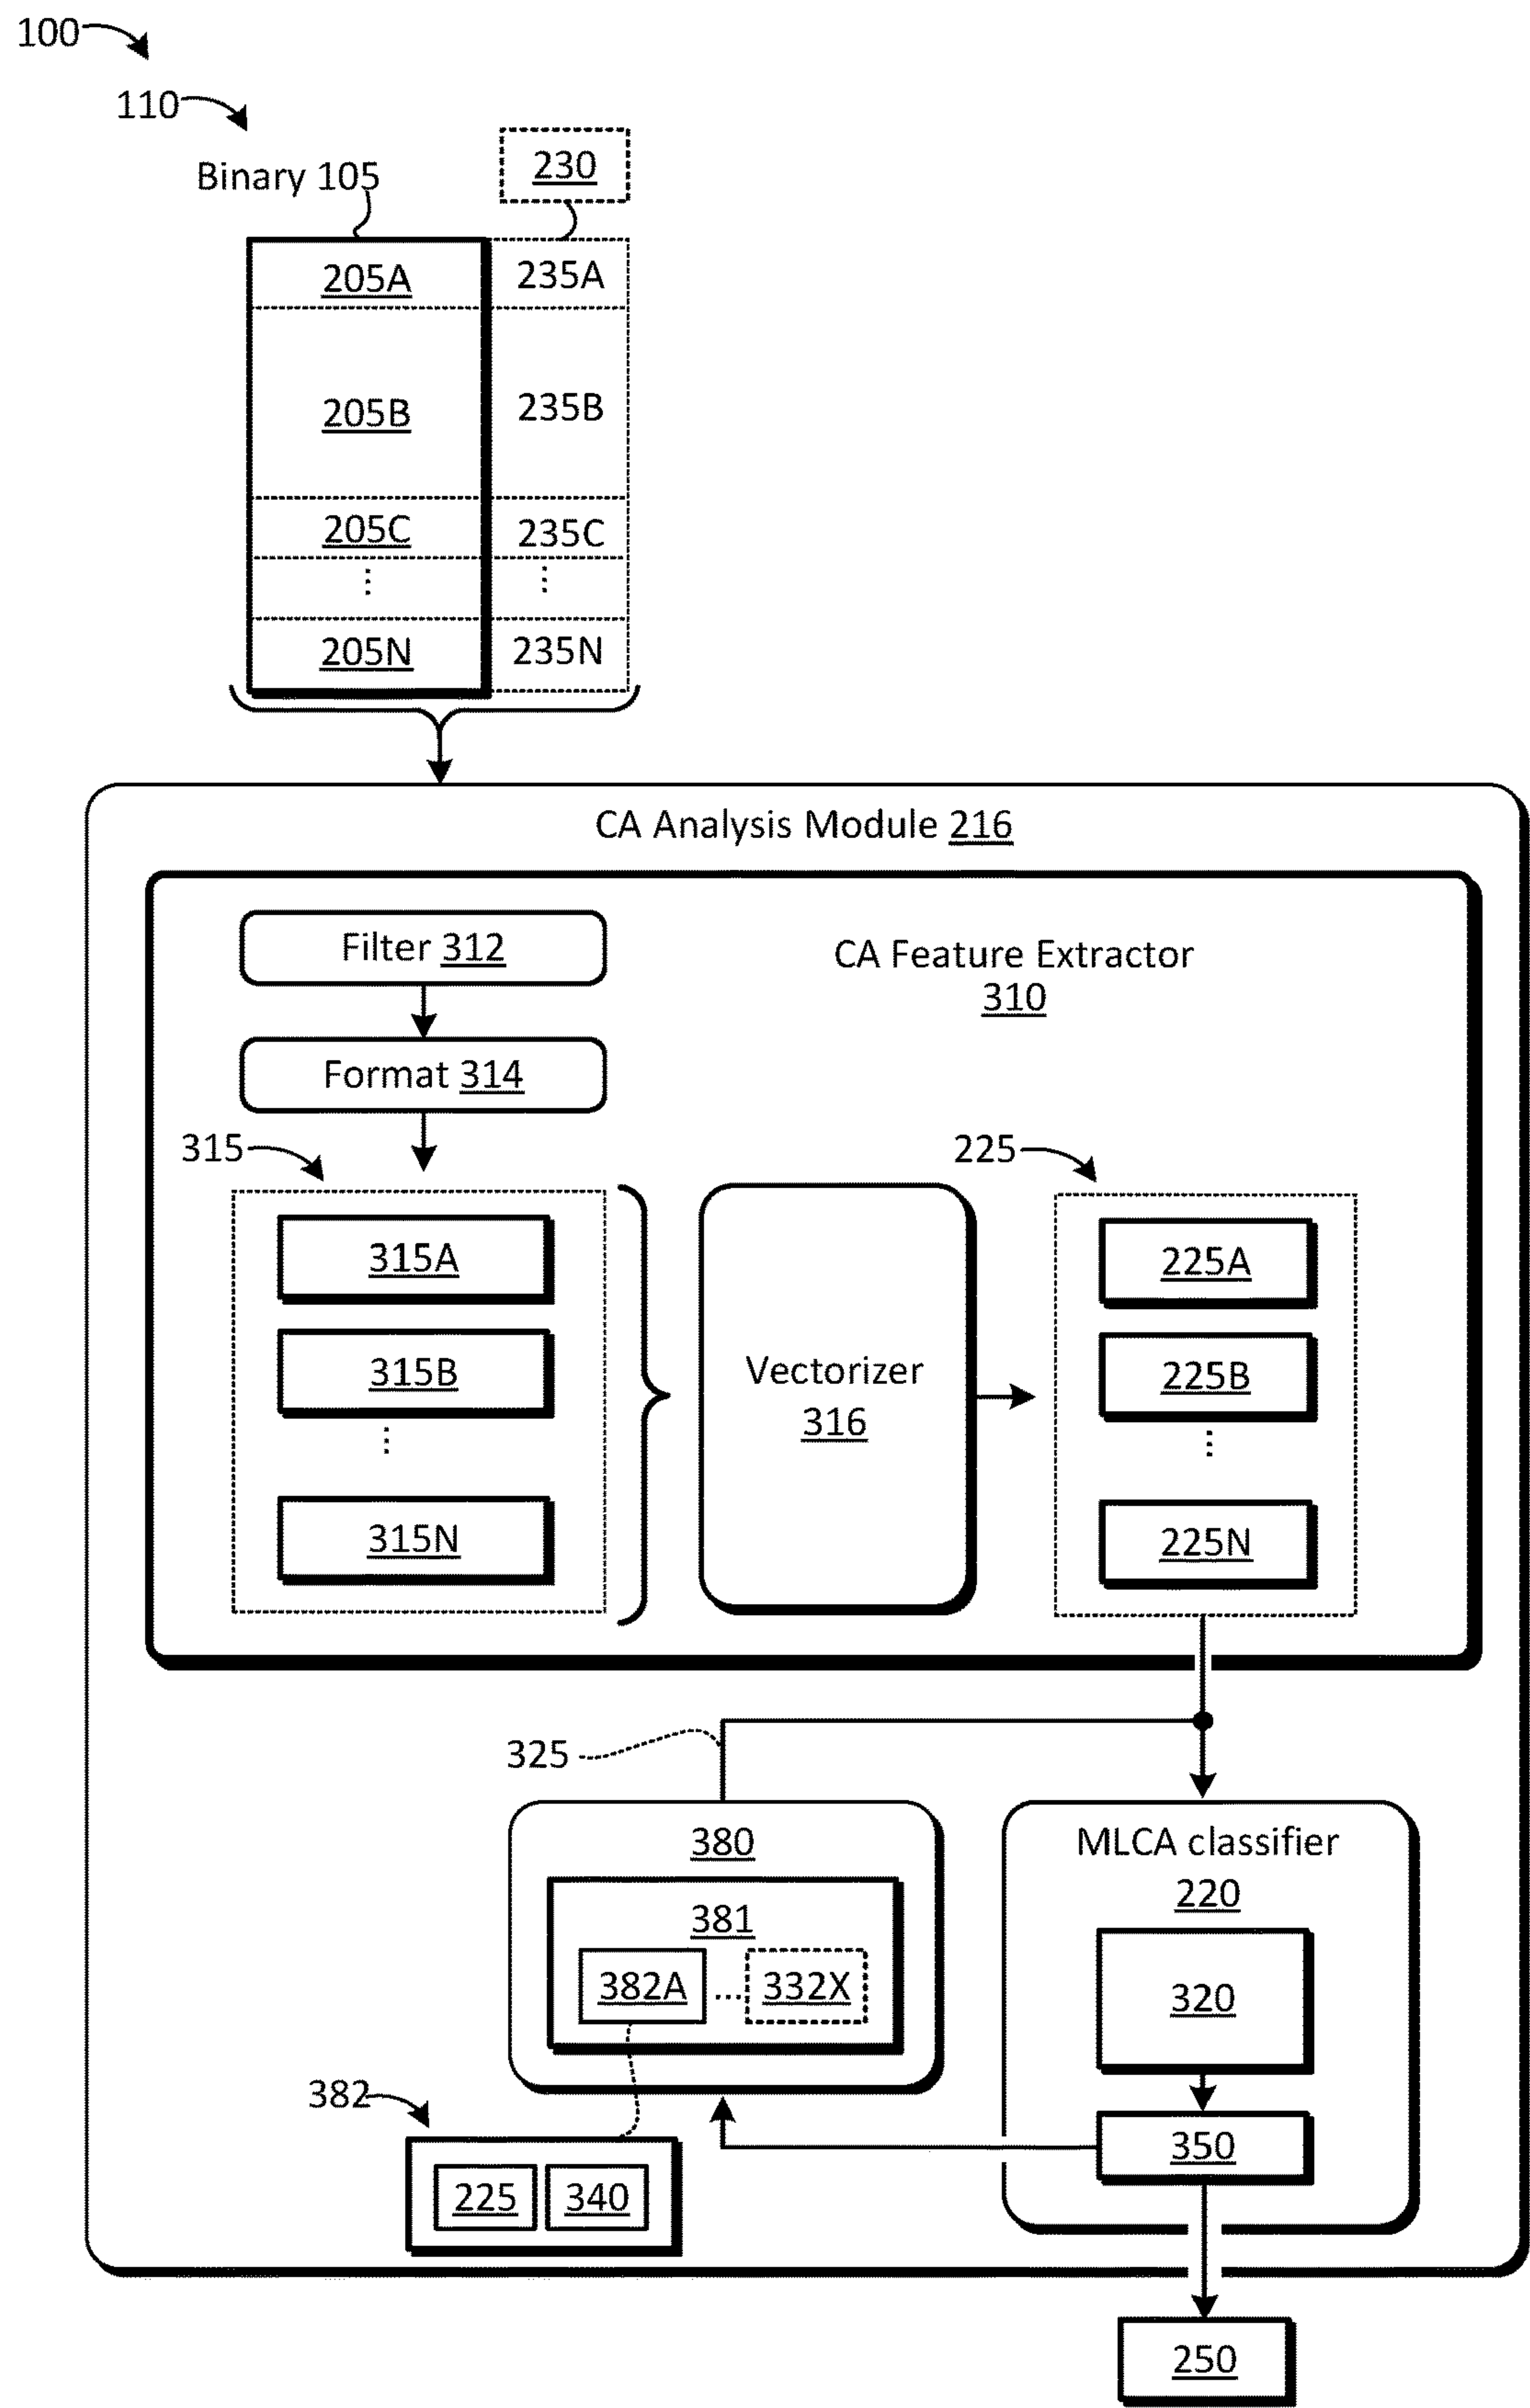 100
110
230
Binary 105
205A 235A
205B 235B
205C 235C
⋮ ⋮
205N 235N
CA Analysis Module 216
Filter 312
CA Feature Extractor
310
Format 314
315
225
315A
225A
315B
225B
Vectorizer
316
⋮ ⋮
315N
225N
325
380
MLCA classifier
220
381
382A ... 332X
320
382
350
225 340
250